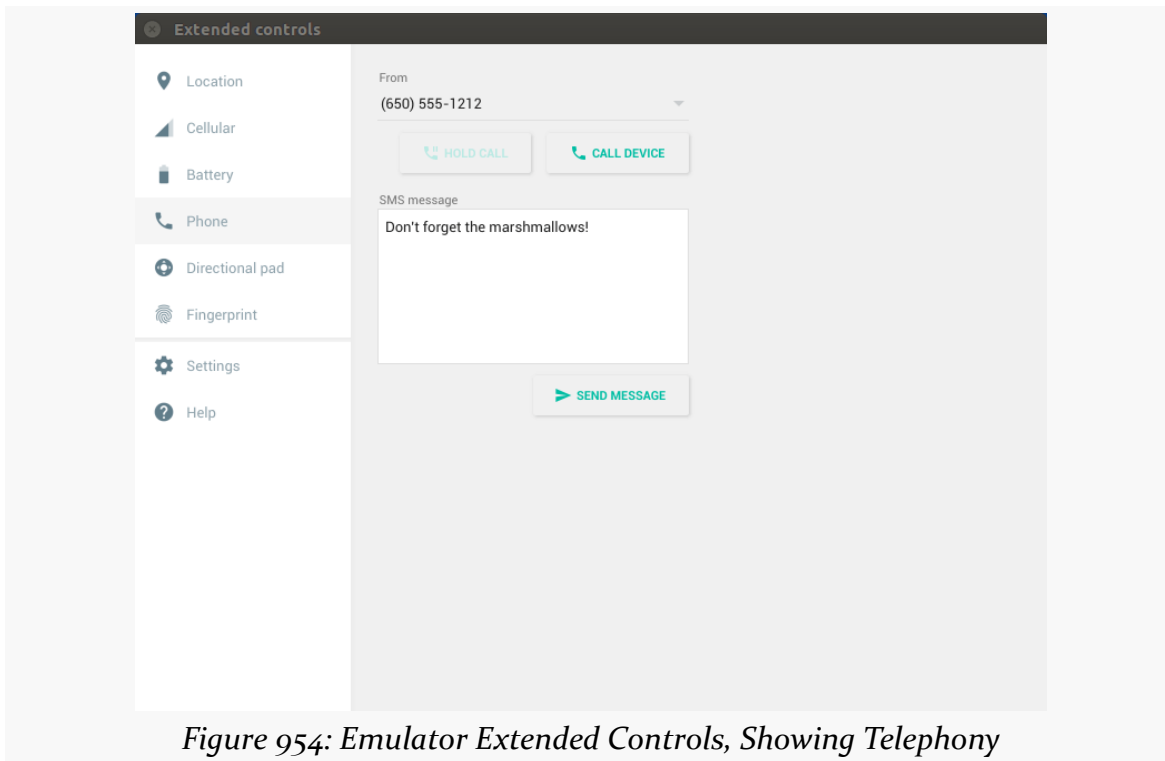 Extended controls
Location
Cellular
Battery
Phone
Directional pad
Fingerprint
Settings
Help
From
(650) 555-1212
HOLD CALL
CALL DEVICE
SMS message
Don't forget the marshmallows!
SEND MESSAGE
Figure 954: Emulator Extended Controls, Showing Telephony